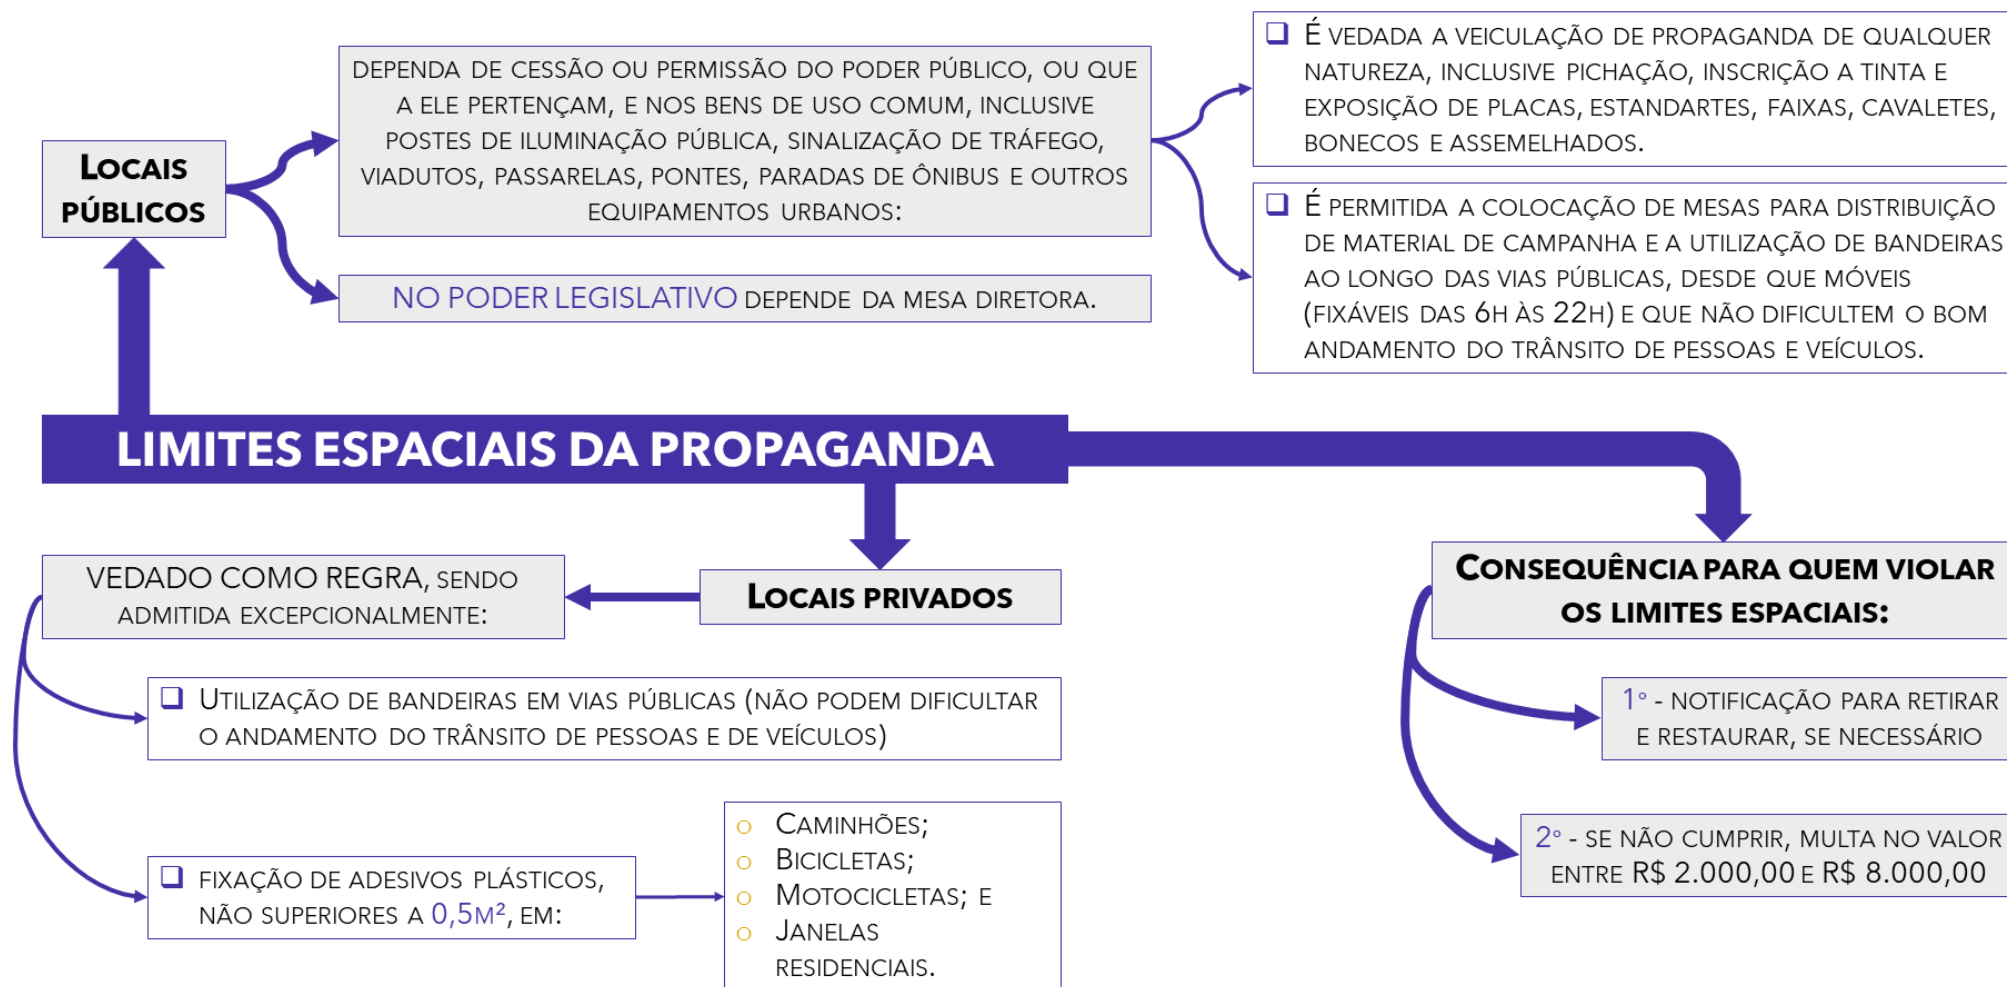 LOCAIS
PÚBLICOS
DEPENDA DE CESSÃO OU PERMISSÃO DO PODER PÚBLICO, OU QUE
A ELE PERTENÇAM, E NOS BENS DE USO COMUM, INCLUSIVE
POSTES DE ILUMINAÇÃO PÚBLICA, SINALIZAÇÃO DE TRÁFEGO,
VIADUTOS, PASSARELAS, PONTES, PARADAS DE ÔNIBUS E OUTROS
EQUIPAMENTOS URBANOS:
É VEDADA A VEICULAÇÃO DE PROPAGANDA DE QUALQUER
NATUREZA, INCLUSIVE PICHAÇÃO, INSCRIÇÃO A TINTA E
EXPOSIÇÃO DE PLACAS, ESTANDARTES, FAIXAS, CAVALETES,
BONECOS E ASSEMELHADOS.
É PERMITIDA A COLOCAÇÃO DE MESAS PARA DISTRIBUIÇÃO
DE MATERIAL DE CAMPANHA E A UTILIZAÇÃO DE BANDEIRAS
AO LONGO DAS VIAS PÚBLICAS, DESDE QUE MÓVEIS
(FIXÁVEIS DAS 6H ÀS 22H) E QUE NÃO DIFICULTEM O BOM
ANDAMENTO DO TRÂNSITO DE PESSOAS E VEÍCULOS.
NO PODER LEGISLATIVO DEPENDE DA MESA DIRETORA.
LIMITES ESPACIAIS DA PROPAGANDA
LOCAIS PRIVADOS
VEDADO COMO REGRA, SENDO
ADMITIDA EXCEPCIONALMENTE:
UTILIZAÇÃO DE BANDEIRAS EM VIAS PÚBLICAS (NÃO PODEM DIFICULTAR
O ANDAMENTO DO TRÂNSITO DE PESSOAS E DE VEÍCULOS)
FIXAÇÃO DE ADESIVOS PLÁSTICOS,
NÃO SUPERIORES A 0,5M², EM:
CAMINHÕES;
BICICLETAS;
MOTOCICLETAS; E
JANELAS
RESIDENCIAIS.
CONSEQUÊNCIA PARA QUEM VIOLAR
OS LIMITES ESPACIAIS:
1° - NOTIFICAÇÃO PARA RETIRAR
E RESTAURAR, SE NECESSÁRIO
2° - SE NÃO CUMPRIR, MULTA NO VALOR
ENTRE R$ 2.000,00 E R$ 8.000,00